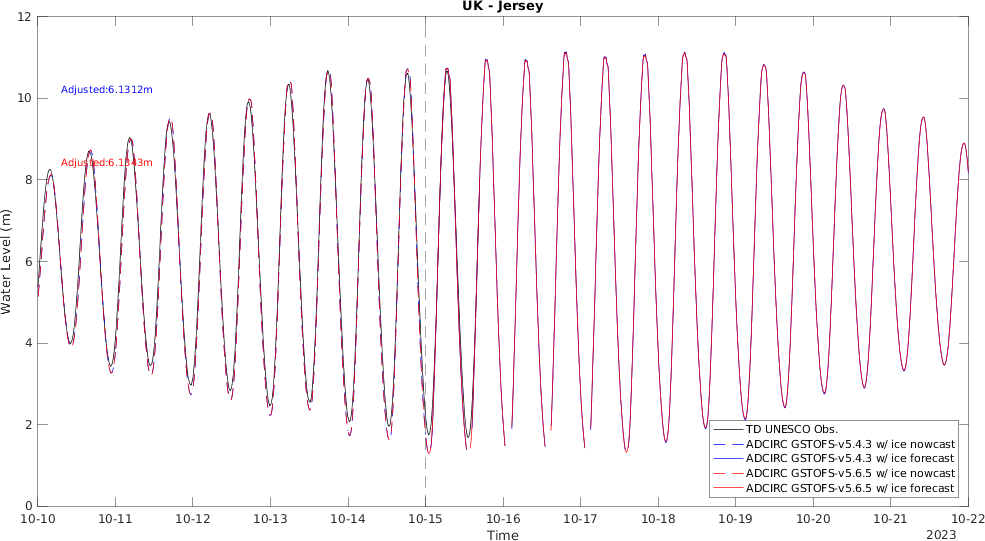 UK - Jersey
12
10
8
6
4
2
0
Water Level (m)
Adjusted:6.1312m
Adjusted:6.1343m
TD UNESCO Obs.
ADCIRC GSTOFS-v5.4.3 w/ ice nowcast
ADCIRC GSTOFS-v5.4.3 w/ ice forecast
ADCIRC GSTOFS-v5.6.5 w/ ice nowcast
ADCIRC GSTOFS-v5.6.5 w/ ice forecast
10-10 10-11 10-12 10-13 10-14 10-15 10-16 10-17 10-18 10-19 10-20 10-21 10-22
Time
2023